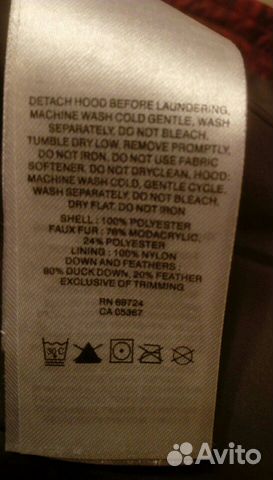 DETACH HOOD BEFORE LAUNDERING,
MACHINE WASH COLD GENTLE, WASH
SEPARATELY, DO NOT BLEACH.
TUMBLE DRY LOW. REMOVE PROMPTLY.
DO NOT IRON. DO NOT USE FABRIC
SOFTENER. DO NOT DRYCLEAN, HOOD:
MACHINE WASH COLD, GENTLE CYCLE.
WASH SEPARATELY, DO NOT BLEACH.
DRY FLAT. DO NOT IRON
SHELL : 100% POLYESTER
FAUX FUR : 76% MODACRYLIC,
24% POLYESTER
LINING : 100% NYLON
DOWN AND FEATHERS :
80% DUCK DOWN, 20% FEATHER
EXCLUSIVE OF TRIMMING
RN 69724
CA 05367
30°C
Avito